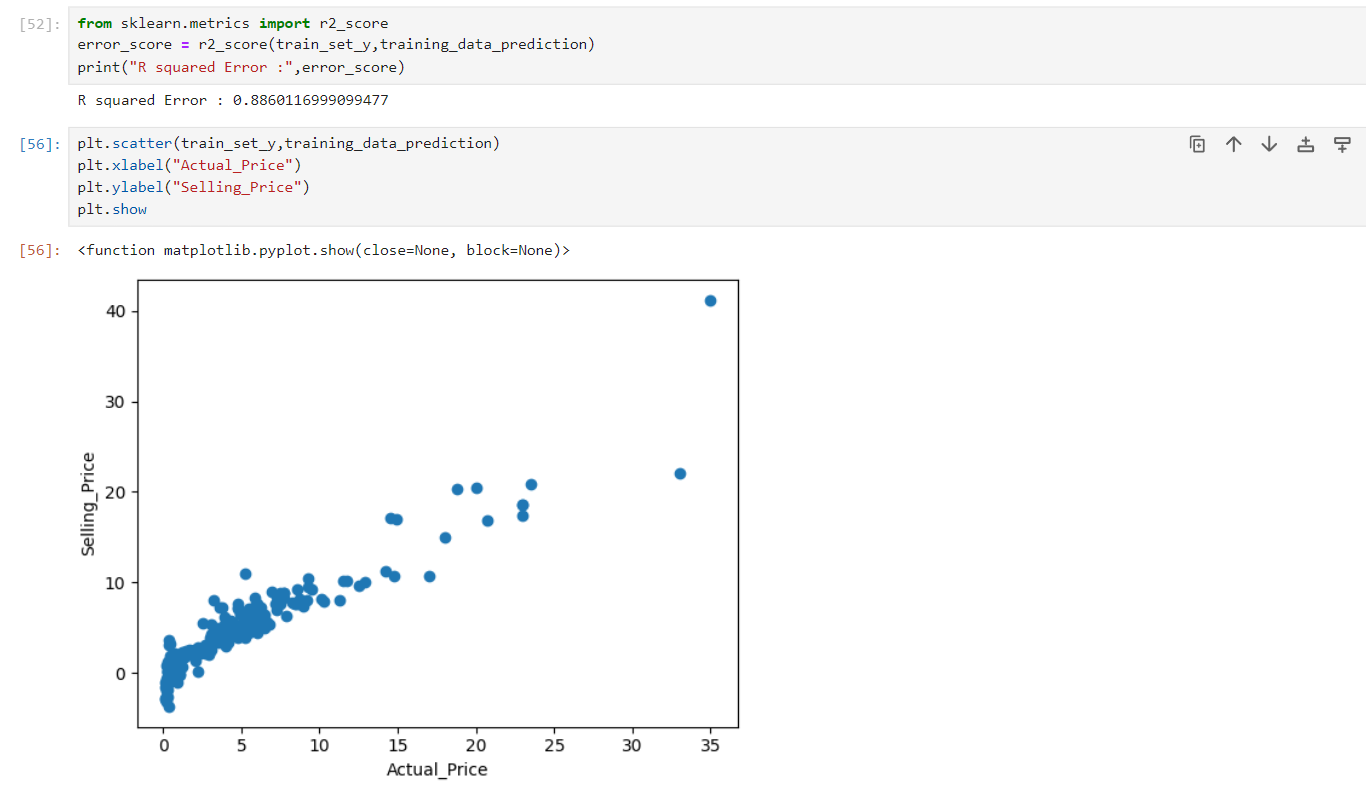 [52]: from sklearn.metrics import r2_score
error_score = r2_score(train_set_y,training_data_prediction)
print("R squared Error :",error_score)
R squared Error : 0.8860116999099477
[56]: plt.scatter(train_set_y,training_data_prediction)
plt.xlabel("Actual_Price")
plt.ylabel("Selling_Price")
plt.show
[56]: <function matplotlib.pyplot.show(close=None, block=None)>
40
30
20
10
0
Selling_Price
0 5 10 15 20 25 30 35
Actual_Price